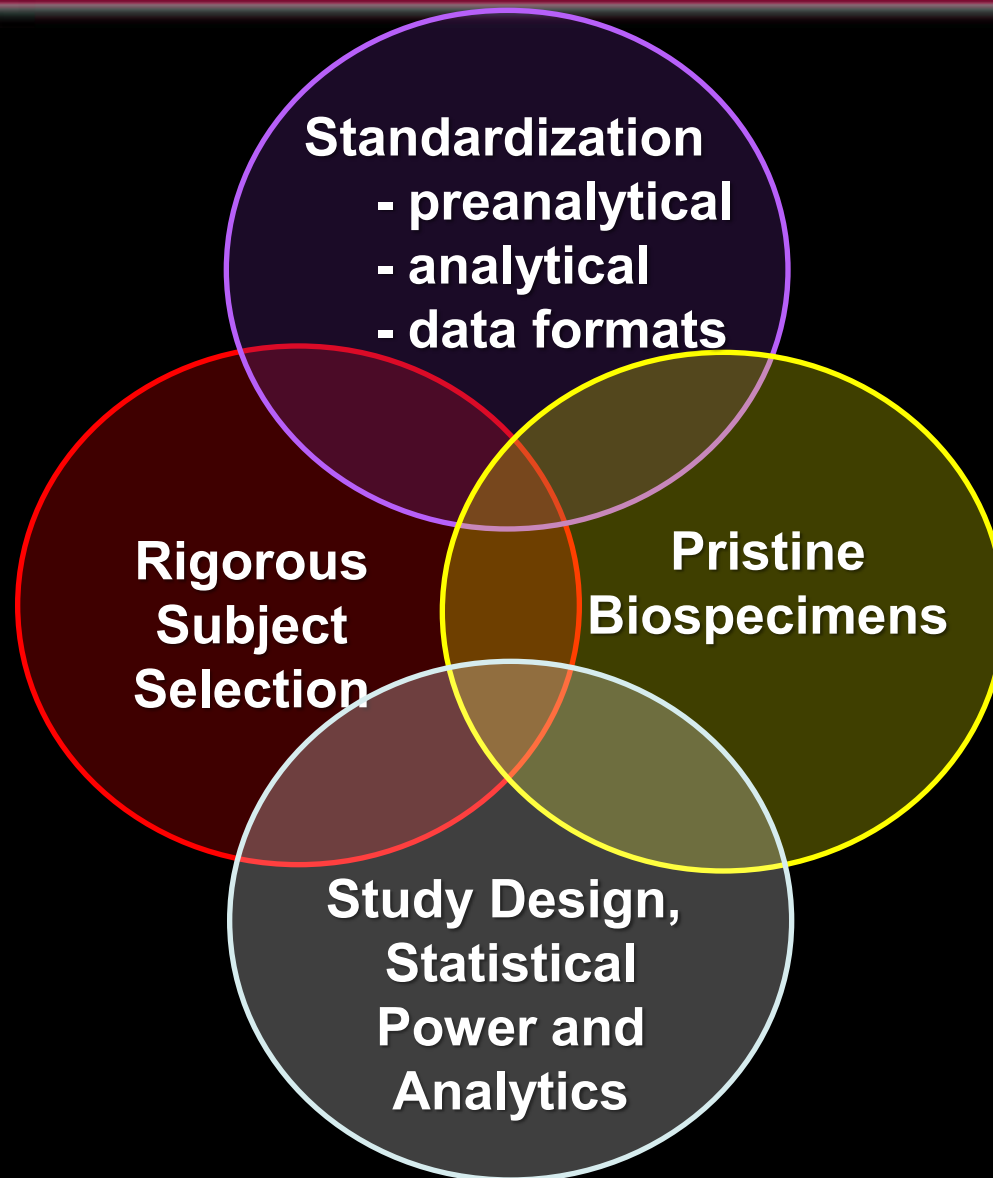 Standardization
- preanalytical
- analytical
- data formats
Rigorous
Subject
Selection
Pristine
Biospecimens
Study Design,
Statistical
Power and
Analytics